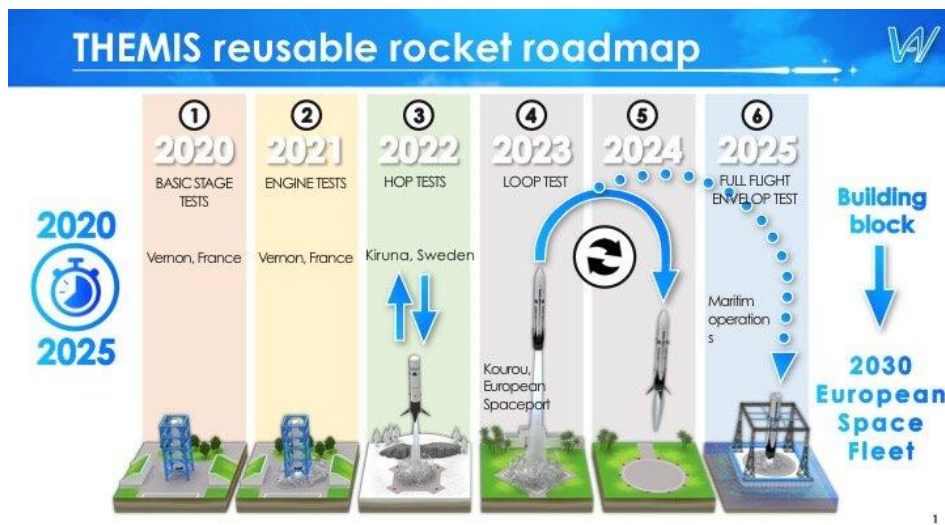 THEMIS reusable rocket roadmap
1
2020
BASIC STAGE
TESTS
Vernon, France
2
2021
ENGINE TESTS
Vernon, France
3
2022
HOP TESTS
Kiruna, Sweden
4
2023
LOOP TEST
Kourou,
European
Spaceport
5
2024
6
2025
FULL FLIGHT
ENVELOP TEST
Maritim
operation
s
2020
2025
Building
block
2030
European
Space
Fleet
1